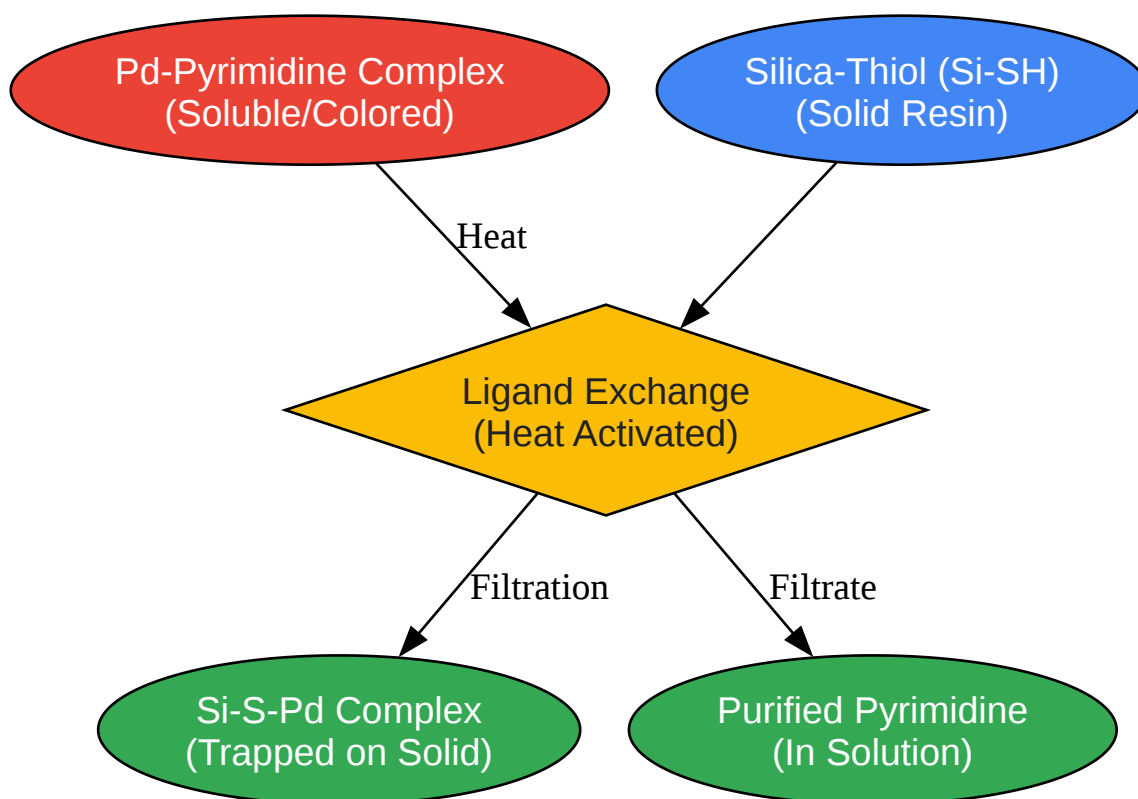 Pd-Pyrimidine Complex
(Soluble/Colored)
Silica-Thiol (Si-SH)
(Solid Resin)
Heat
Ligand Exchange
(Heat Activated)
Filtration
Filtrate
Si-S-Pd Complex
(Trapped on Solid)
Purified Pyrimidine
(In Solution)